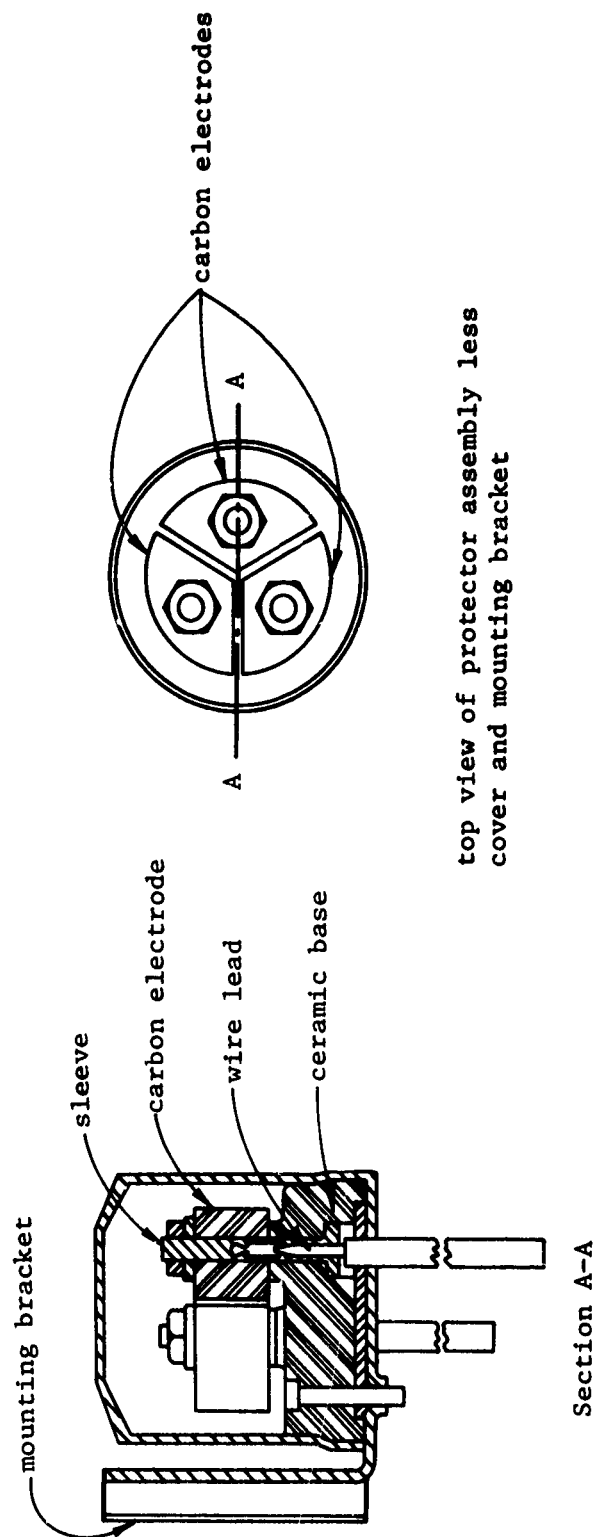 mounting bracket
sleeve
carbon electrode
wire lead
ceramic base
Section A-A
carbon electrodes
A
A
top view of protector assembly less
cover and mounting bracket